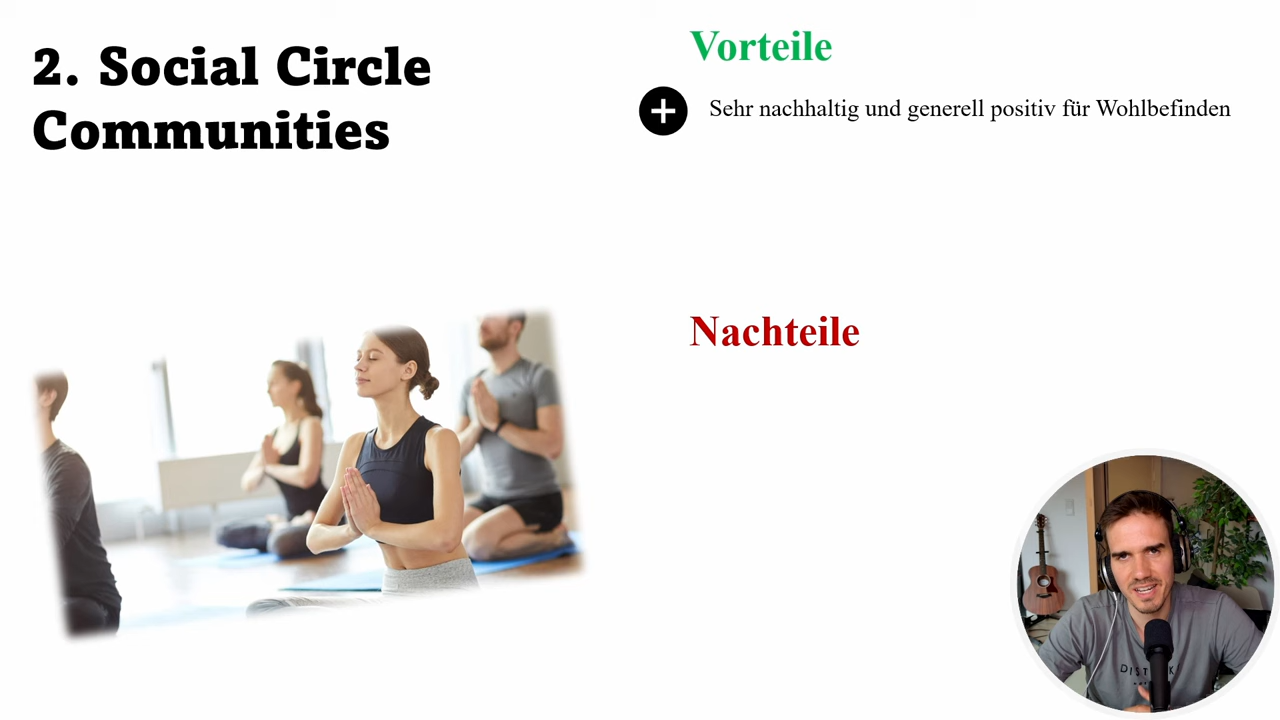 2. Social Circle
Communities
Vorteile
Sehr nachhaltig und generell positiv für Wohlbefinden
Nachteile